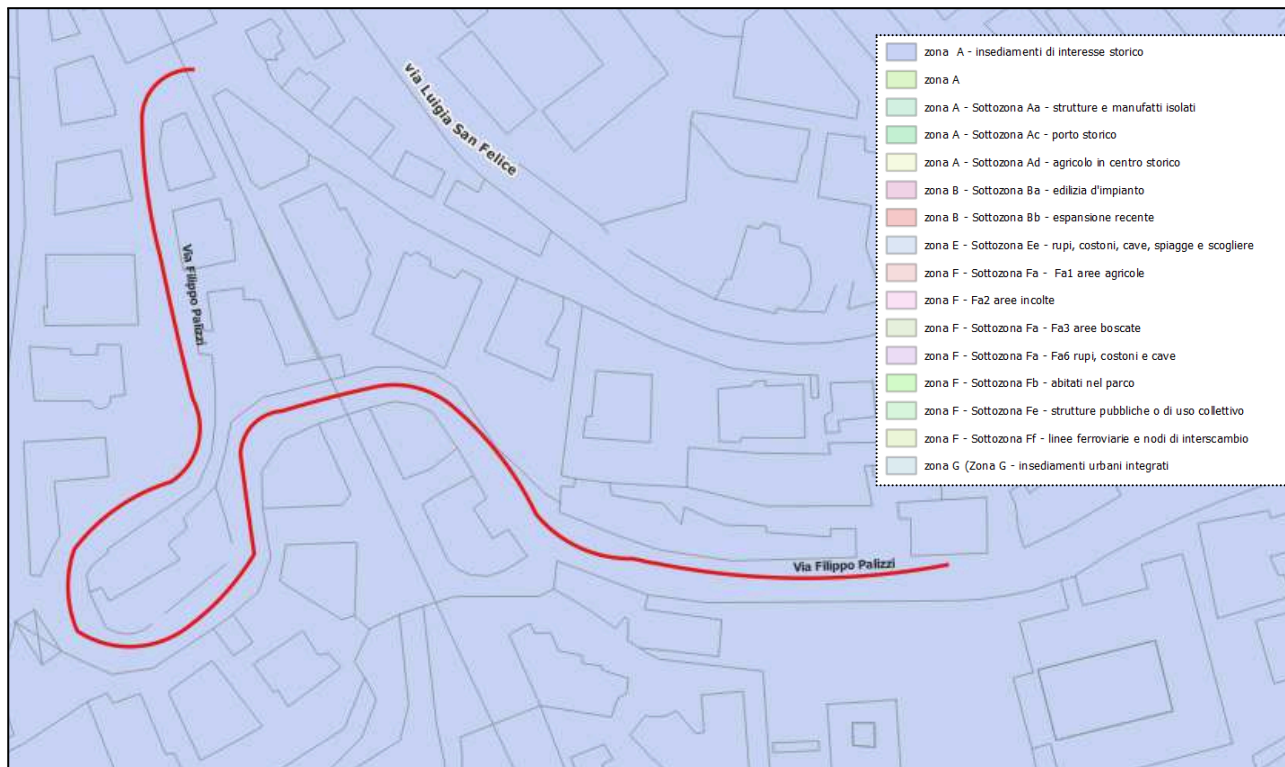 via Luigia San Felice
Via Filippo Palizzi
Via Filippo Palizzi
zona A - insediamenti di interesse storico
zona A
zona A - Sottozona Aa - strutture e manufatti isolati
zona A - Sottozona Ac - porto storico
zona A - Sottozona Ad - agricolo in centro storico
zona B - Sottozona Ba - edilizia d'impianto
zona B - Sottozona Bb - espansione recente
zona E - Sottozona Ee - rupi, costoni, cave, spiagge e scogliere
zona F - Sottozona Fa - Fa1 aree agricole
zona F - Fa2 aree incolte
zona F - Sottozona Fa - Fa3 aree boscate
zona F - Sottozona Fa - Fa6 rupi, costoni e cave
zona F - Sottozona Fb - abitati nel parco
zona F - Sottozona Fe - strutture pubbliche o di uso collettivo
zona F - Sottozona Ff - linee ferroviarie e nodi di interscambio
zona G (Zona G - insediamenti urbani integrati